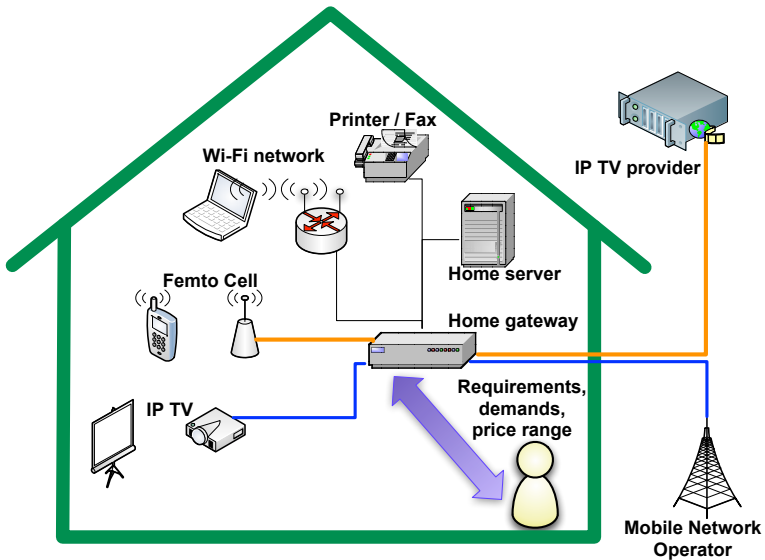 Printer / Fax
Wi-Fi network
IP TV provider
Home server
Femto Cell
Home gateway
Requirements,
demands,
price range
IP TV
Mobile Network
Operator